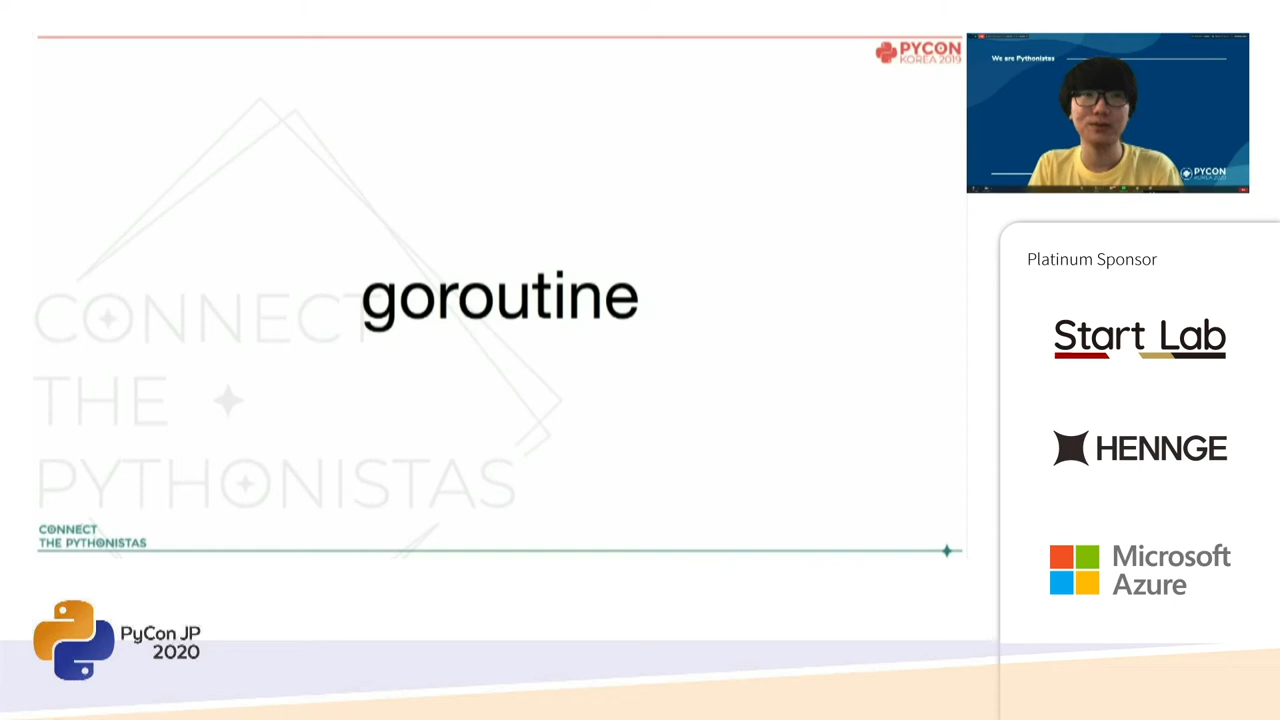 PYCON
KOREA 2019
We are Pythonistas
PYCON
KOREA 2020
goroutine
CONNECT
THE
PYTHONISTAS
CONNECT
THE PYTHONISTAS
Platinum Sponsor
Start Lab
HENNGE
Microsoft
Azure
PyCon JP
2020